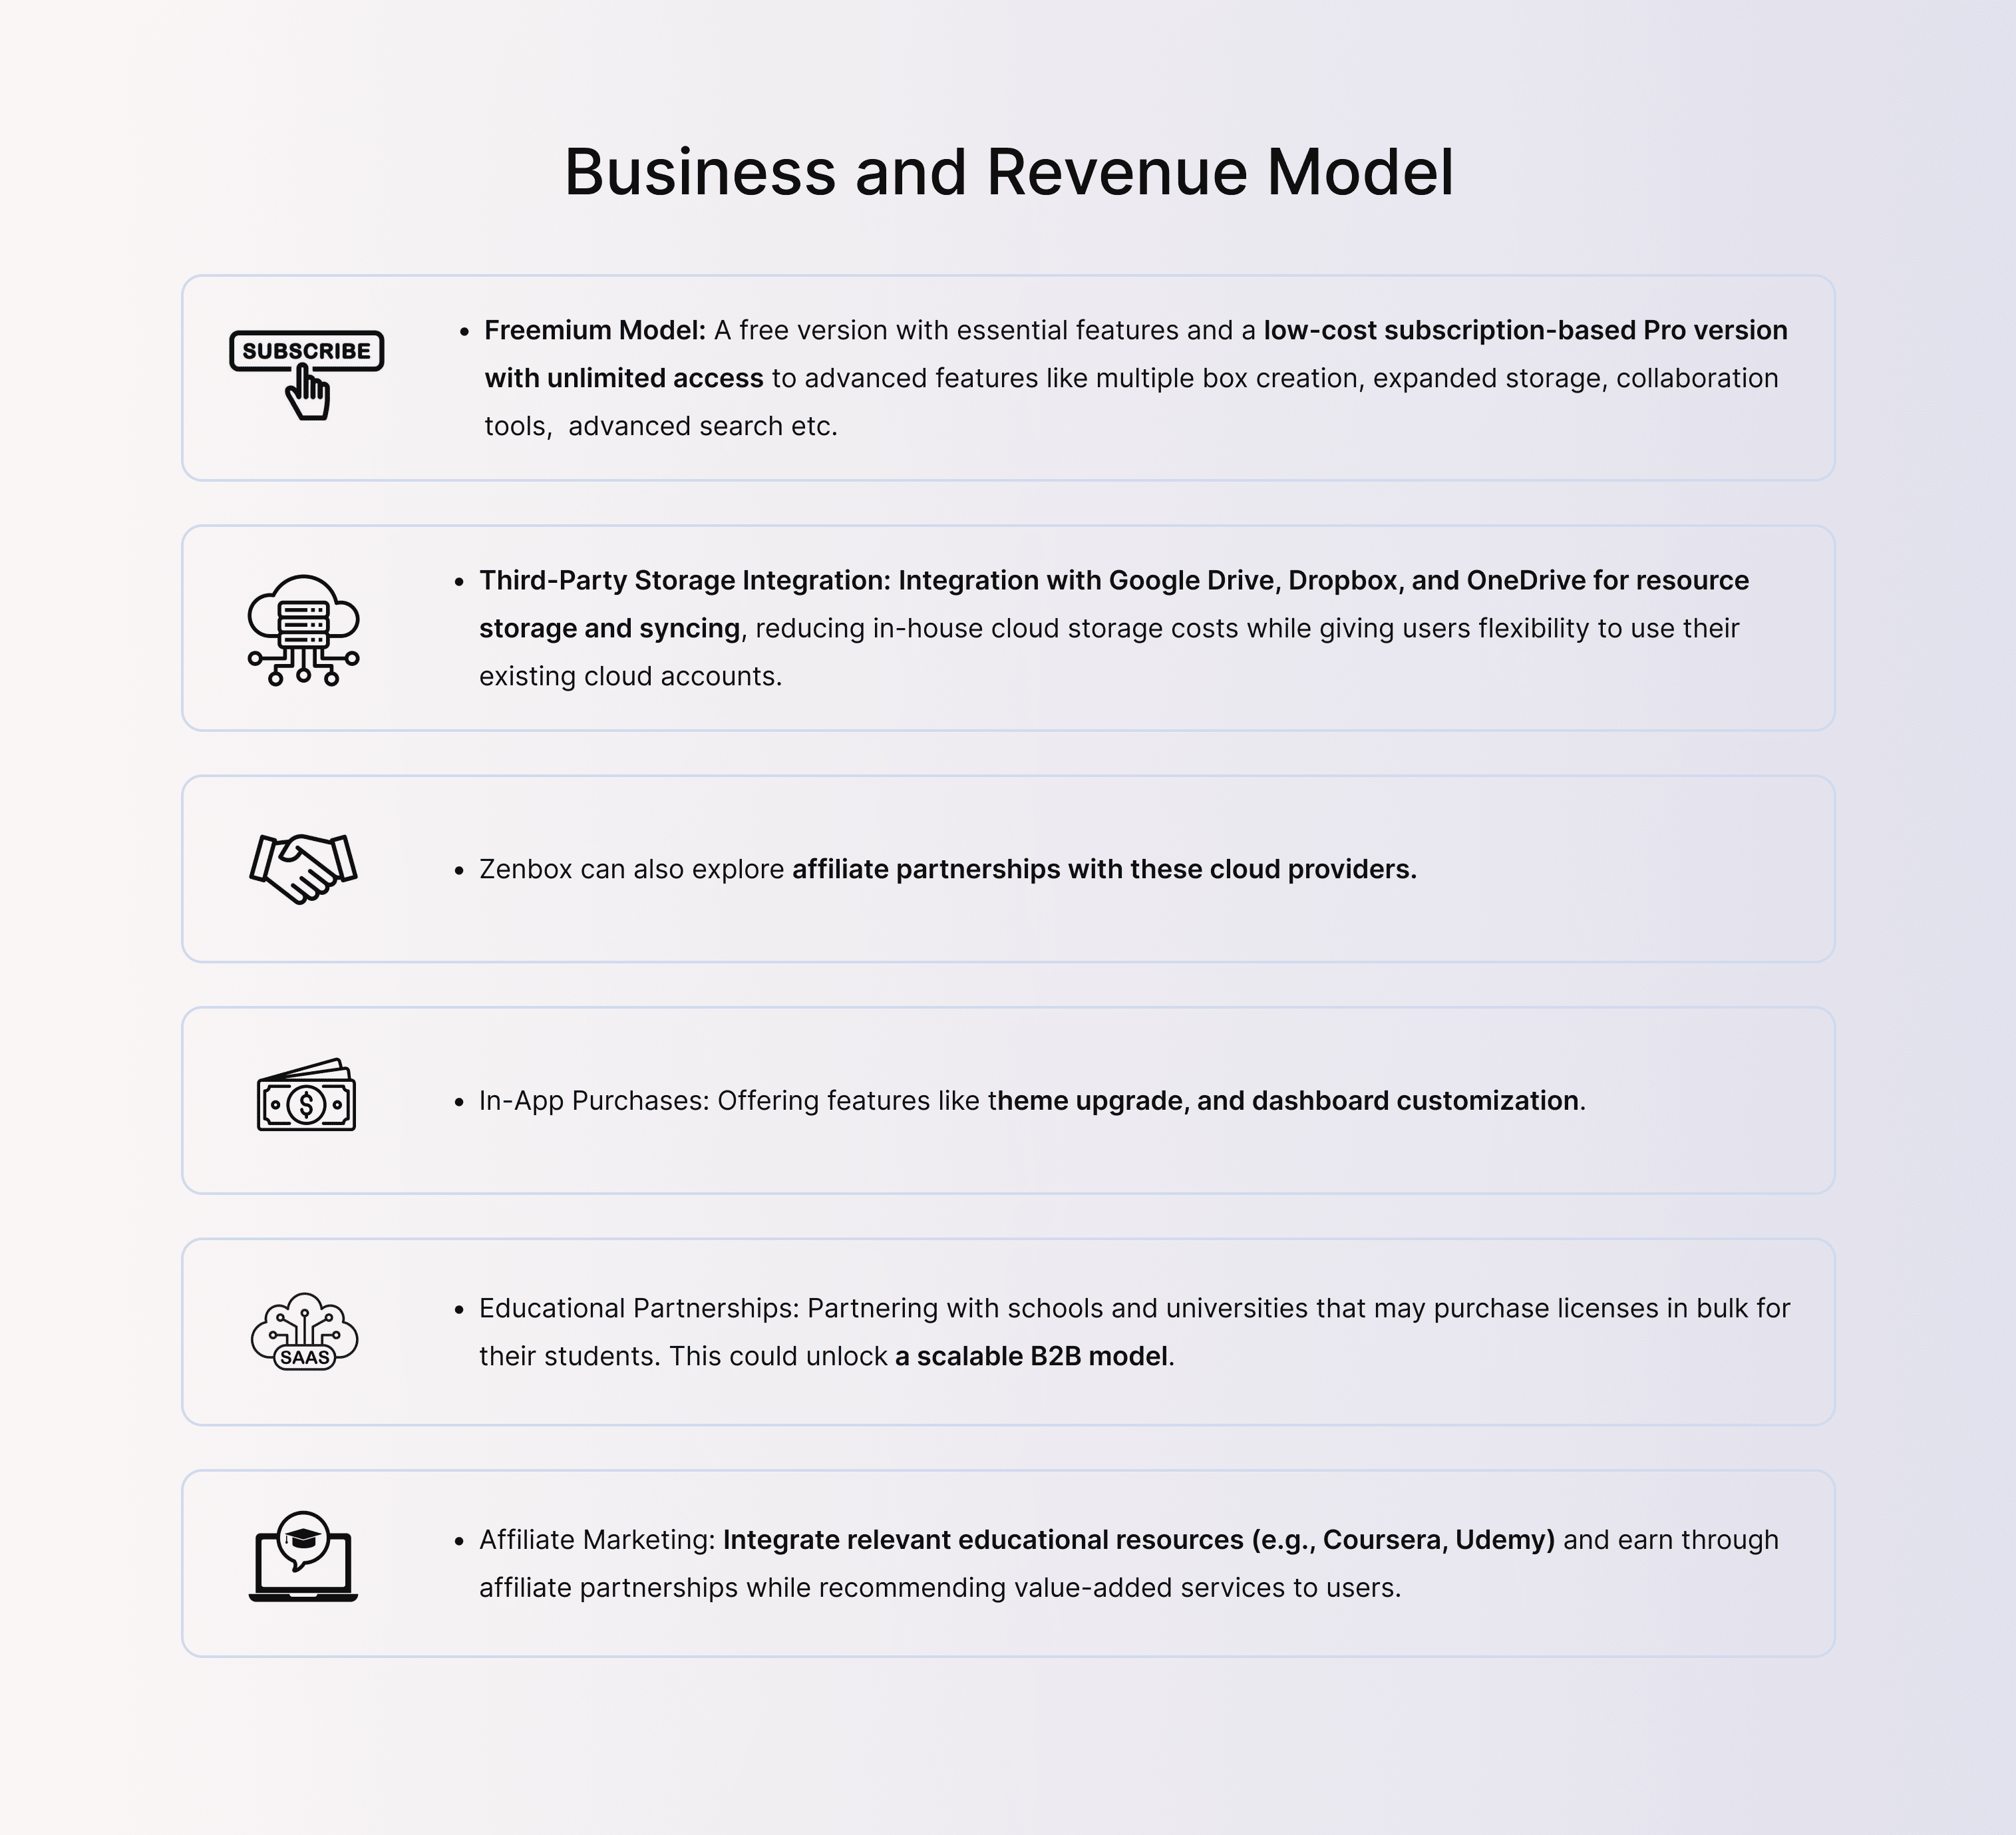 Business and Revenue Model
SUBSCRIBE
• Freemium Model: A free version with essential features and a low-cost subscription-based Pro version
with unlimited access to advanced features like multiple box creation, expanded storage, collaboration
tools,  advanced search etc.
• Third-Party Storage Integration: Integration with Google Drive, Dropbox, and OneDrive for resource
storage and syncing, reducing in-house cloud storage costs while giving users flexibility to use their
existing cloud accounts.
• Zenbox can also explore affiliate partnerships with these cloud providers.
$
• In-App Purchases: Offering features like theme upgrade, and dashboard customization.
SAAS
• Educational Partnerships: Partnering with schools and universities that may purchase licenses in bulk for
their students. This could unlock a scalable B2B model.
• Affiliate Marketing: Integrate relevant educational resources (e.g., Coursera, Udemy) and earn through
affiliate partnerships while recommending value-added services to users.